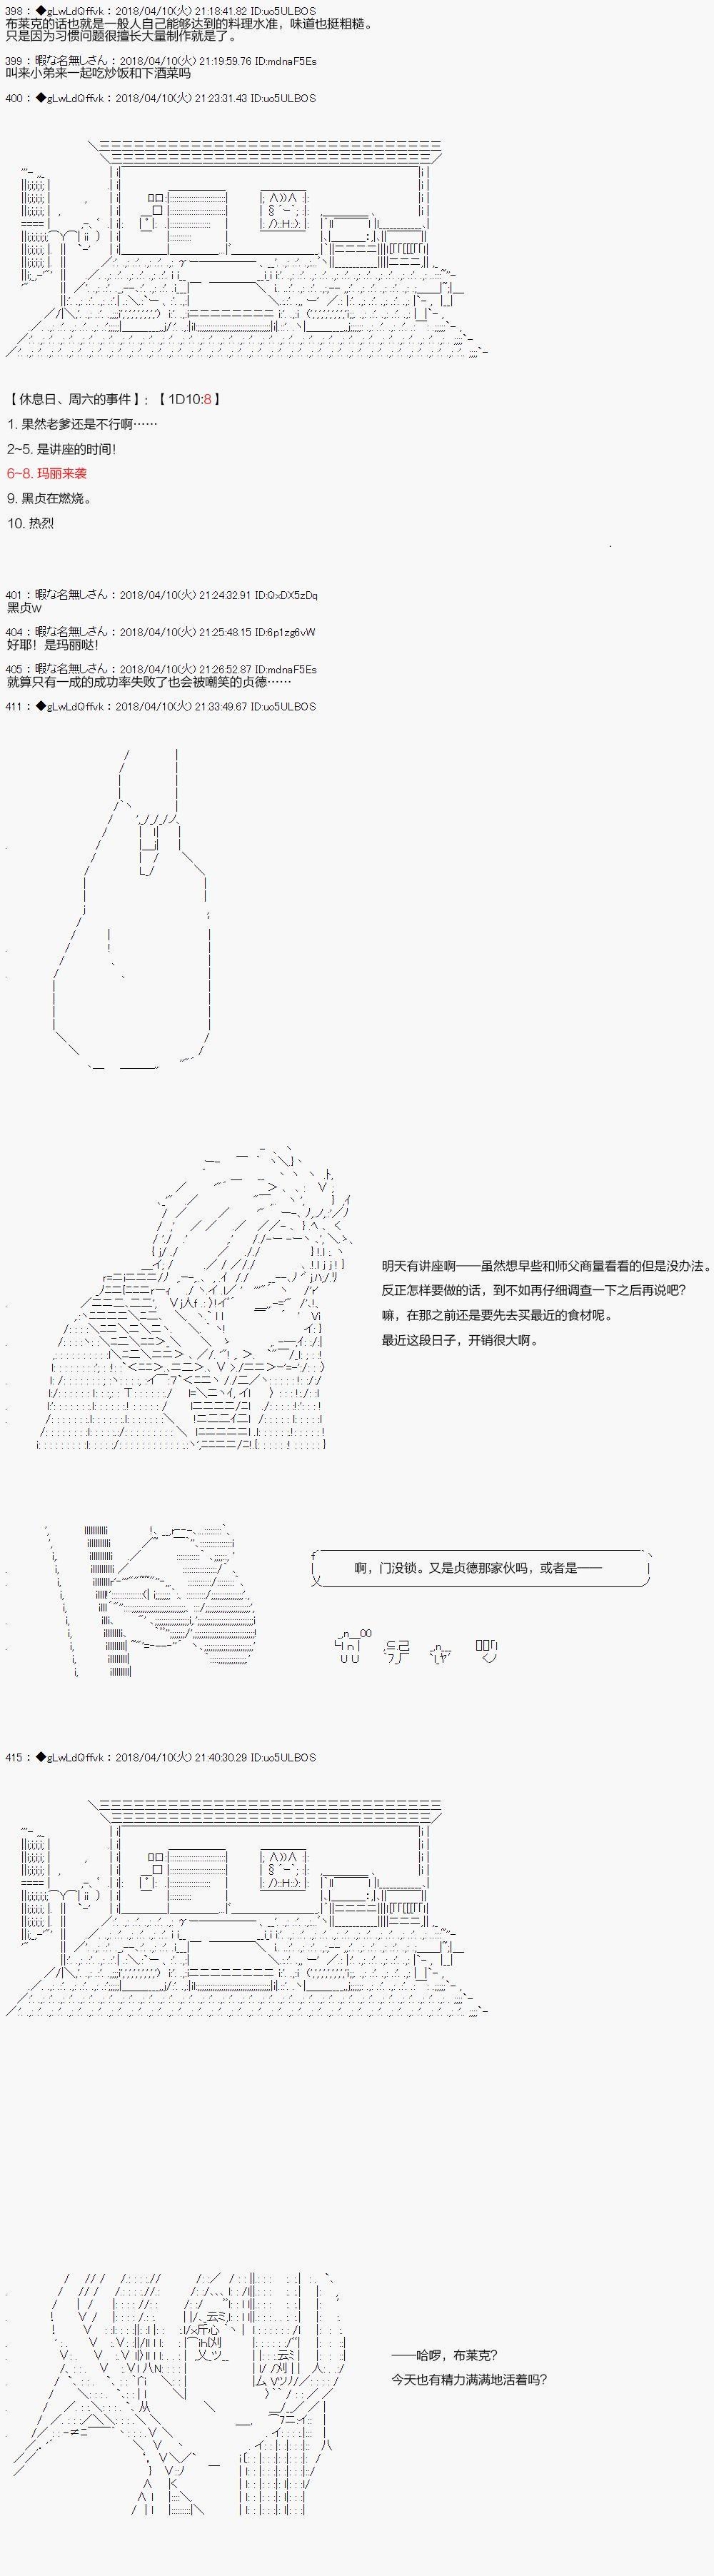 398 : ◆gLwLdQffvk : 2018/04/10(火) 21:18:41.82 ID:uo5ULBOS
布莱克的话也就是一般人自己能够达到的料理水准，味道也挺粗糙。
只是因为习惯问题很擅长大量制作就是了。
399 : 暇な名無しさん : 2018/04/10(火) 21:19:59.76 ID:mdnaF5Es
叫来小弟来一起吃炒饭和下酒菜吗
400 : ◆gLwLdQffvk : 2018/04/10(火) 21:23:31.43 ID:uo5ULBOS
【休息日、周六的事件】：【1D10:8】
1. 果然老爹还是不行啊……
2~5. 是讲座的时间！
6~8. 玛丽来袭
9. 黑贞在燃烧。
10. 热烈
401 : 暇な名無しさん : 2018/04/10(火) 21:24:32.91 ID:QxDX5zDq
黑贞w
404 : 暇な名無しさん : 2018/04/10(火) 21:25:48.15 ID:6p1zg6vW
好耶！是玛丽哒！
405 : 暇な名無しさん : 2018/04/10(火) 21:26:52.87 ID:mdnaF5Es
就算只有一成的成功率失败了也会被嘲笑的贞德……
411 : ◆gLwLdQffvk : 2018/04/10(火) 21:33:49.67 ID:uo5ULBOS
明天有讲座啊——虽然想早些和师父商量看看的但是没办法。
反正怎样要做的话，到不如再仔细调查一下之后再说吧？
嘛，在那之前还是要先去买最近的食材呢。
最近这段日子，开销很大啊。
啊，门没锁。又是贞德那家伙吗，或者是——
415 : ◆gLwLdQffvk : 2018/04/10(火) 21:40:30.29 ID:uo5ULBOS
——哈啰，布莱克？
今天也有精力满满地活着吗？